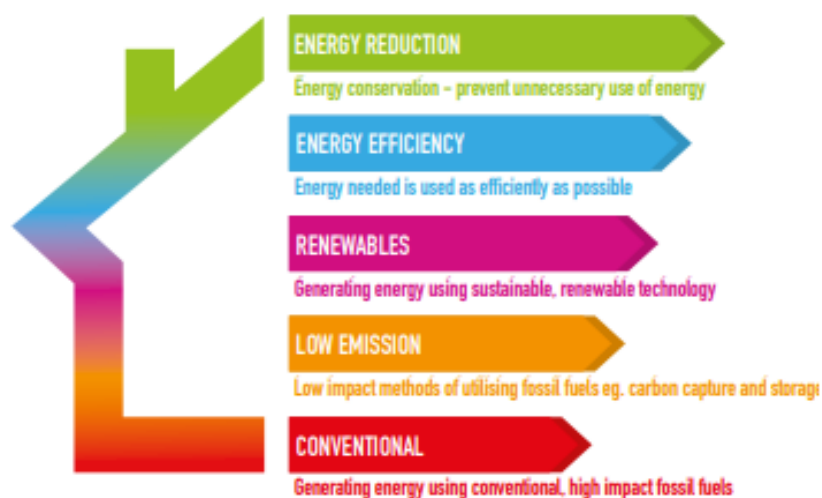 ENERGY REDUCTION
Energy conservation - prevent unnecessary use of energy
ENERGY EFFICIENCY
Energy needed is used as efficiently as possible
RENEWABLES
Generating energy using sustainable, renewable technology
LOW EMISSION
Low impact methods of utilising fossil fuels eg. carbon capture and storage
CONVENTIONAL
Generating energy using conventional, high impact fossil fuels